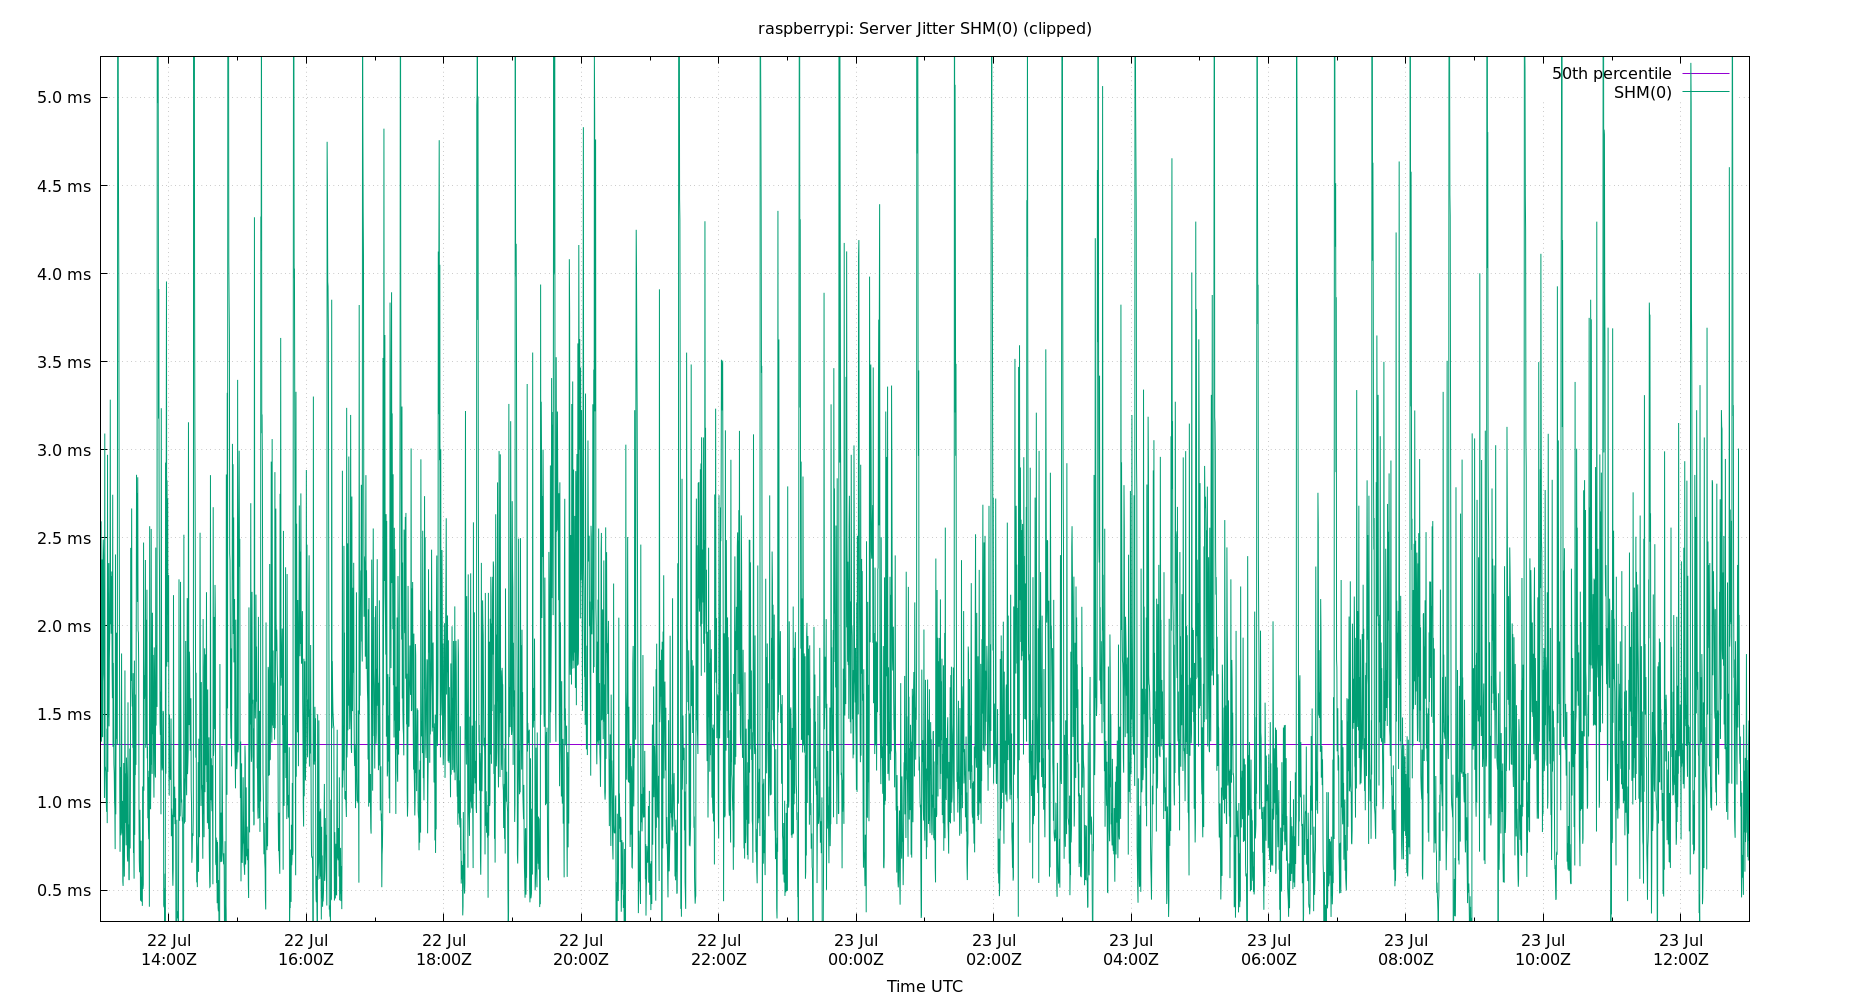 raspberrypi: Server Jitter SHM(0) (clipped)
50th percentile
SHM(0)
5.0 ms
4.5 ms
4.0 ms
3.5 ms
3.0 ms
2.5 ms
2.0 ms
1.5 ms
1.0 ms
0.5 ms
22 Jul 22 Jul 22 Jul 22 Jul 22 Jul 23 Jul 23 Jul 23 Jul 23 Jul 23 Jul 23 Jul 23 Jul
14:00Z 16:00Z 18:00Z 20:00Z 22:00Z 00:00Z 02:00Z 04:00Z 06:00Z 08:00Z 10:00Z 12:00Z
Time UTC